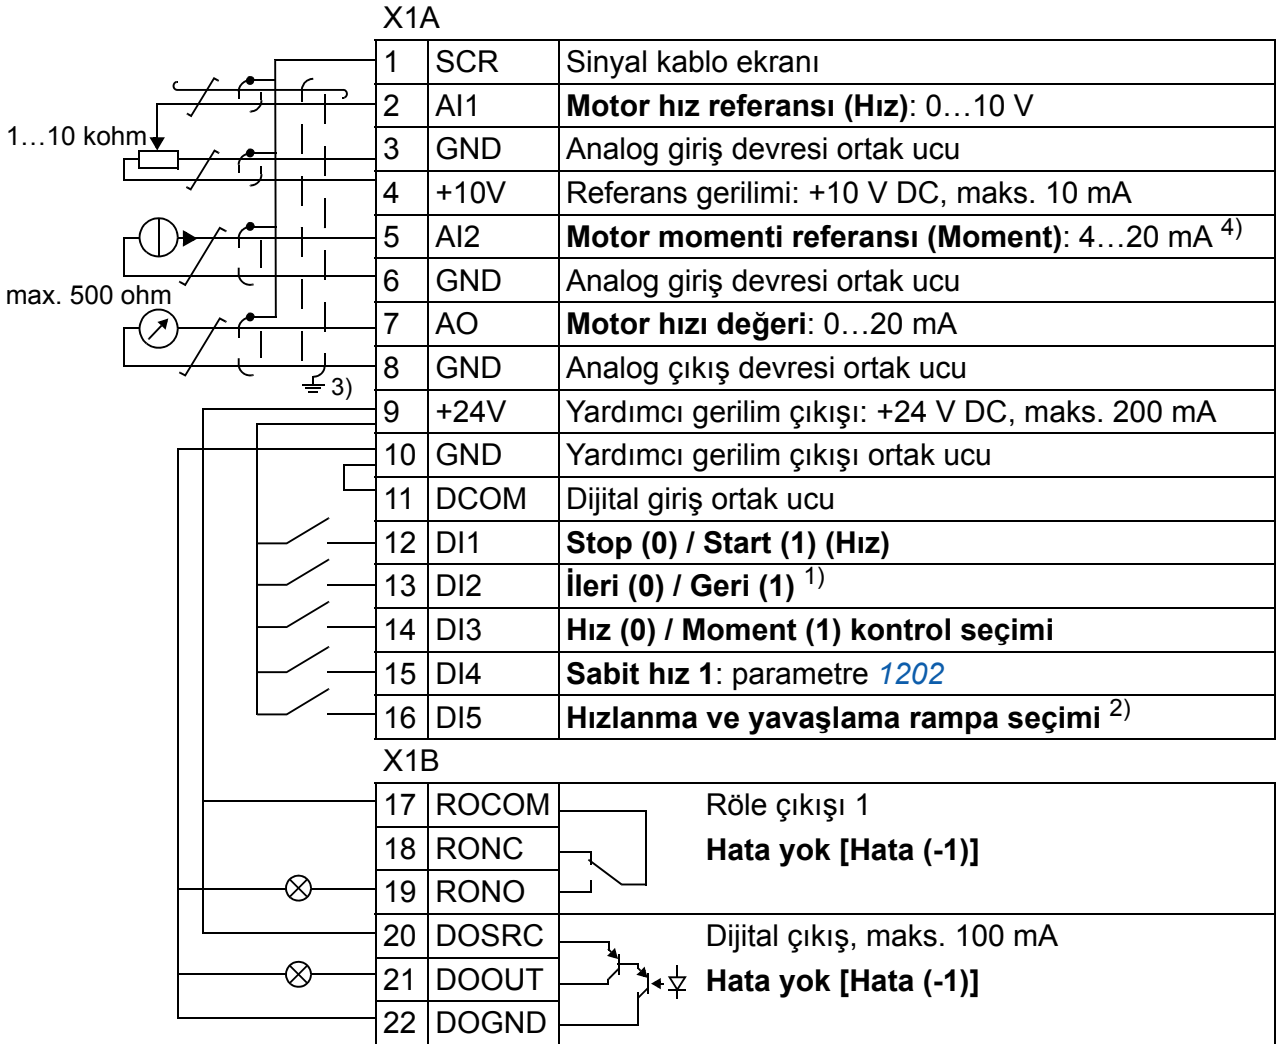 X1A
1 SCR Sinyal kablo ekranı
2 AI1 Motor hız referansı (Hız): 0…10 V
1…10 kohm
3 GND Analog giriş devresi ortak ucu
4 +10V Referans gerilimi: +10 V DC, maks. 10 mA
5 AI2 Motor momenti referansı (Moment): 4…20 mA 4)
6 GND Analog giriş devresi ortak ucu
max. 500 ohm
7 AO Motor hızı değeri: 0…20 mA
8 GND Analog çıkış devresi ortak ucu
3)
9 +24V Yardımcı gerilim çıkışı: +24 V DC, maks. 200 mA
10 GND Yardımcı gerilim çıkışı ortak ucu
11 DCOM Dijital giriş ortak ucu
12 DI1 Stop (0) / Start (1) (Hız)
13 DI2 İleri (0) / Geri (1) 1)
14 DI3 Hız (0) / Moment (1) kontrol seçimi
15 DI4 Sabit hız 1: parametre 1202
16 DI5 Hızlanma ve yavaşlama rampa seçimi 2)
X1B
17 ROCOM Röle çıkışı 1
18 RONC Hata yok [Hata (-1)]
19 RONO
20 DOSRC Dijital çıkış, maks. 100 mA
21 DOOUT Hata yok [Hata (-1)]
22 DOGND